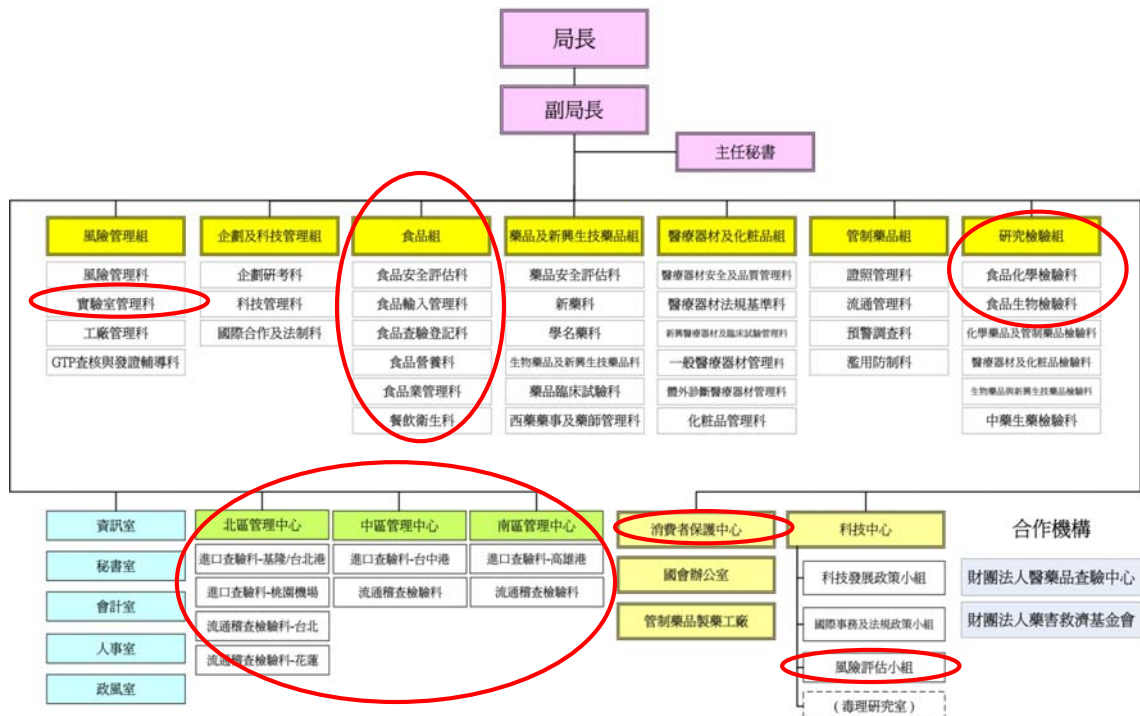 局長
副局長
主任秘書
風險管理組
風險管理科
實驗室管理科
工廠管理科
GTP查核與發證輔導科
企劃及科技管理組
企劃研考科
科技管理科
國際合作及法制科
食品組
食品安全評估科
食品輸入管理科
食品查驗登記科
食品營養科
食品業管理科
餐飲衛生科
藥品及新興生技藥品組
藥品安全評估科
新藥科
學名藥科
生物藥品及新興生技藥品科
藥品臨床試驗科
西藥藥事及藥師管理科
醫療器材及化粧品組
醫療器材安全及品質管理科
醫療器材法規基準科
新興醫療器材及臨床試驗管理科
一般醫療器材管理科
體外診斷醫療器材管理科
化粧品管理科
管制藥品組
證照管理科
流通管理科
預警調查科
濫用防制科
研究檢驗組
食品化學檢驗科
食品生物檢驗科
化學藥品及管制藥品檢驗科
醫療器材及化粧品檢驗科
生物藥品與新興生技藥品檢驗科
中藥生藥檢驗科
資訊室
秘書室
會計室
人事室
政風室
北區管理中心
進口查驗科-基隆/台北港
進口查驗科-桃園機場
流通稽查檢驗科-台北
流通稽查檢驗科-花蓮
中區管理中心
進口查驗科-台中港
流通稽查檢驗科
南區管理中心
進口查驗科-高雄港
流通稽查檢驗科
消費者保護中心
國會辦公室
管制藥品製藥工廠
科技中心
科技發展政策小組
國際事務及法規政策小組
風險評估小組
(毒理研究室)
合作機構
財團法人醫藥品查驗中心
財團法人藥害救濟基金會